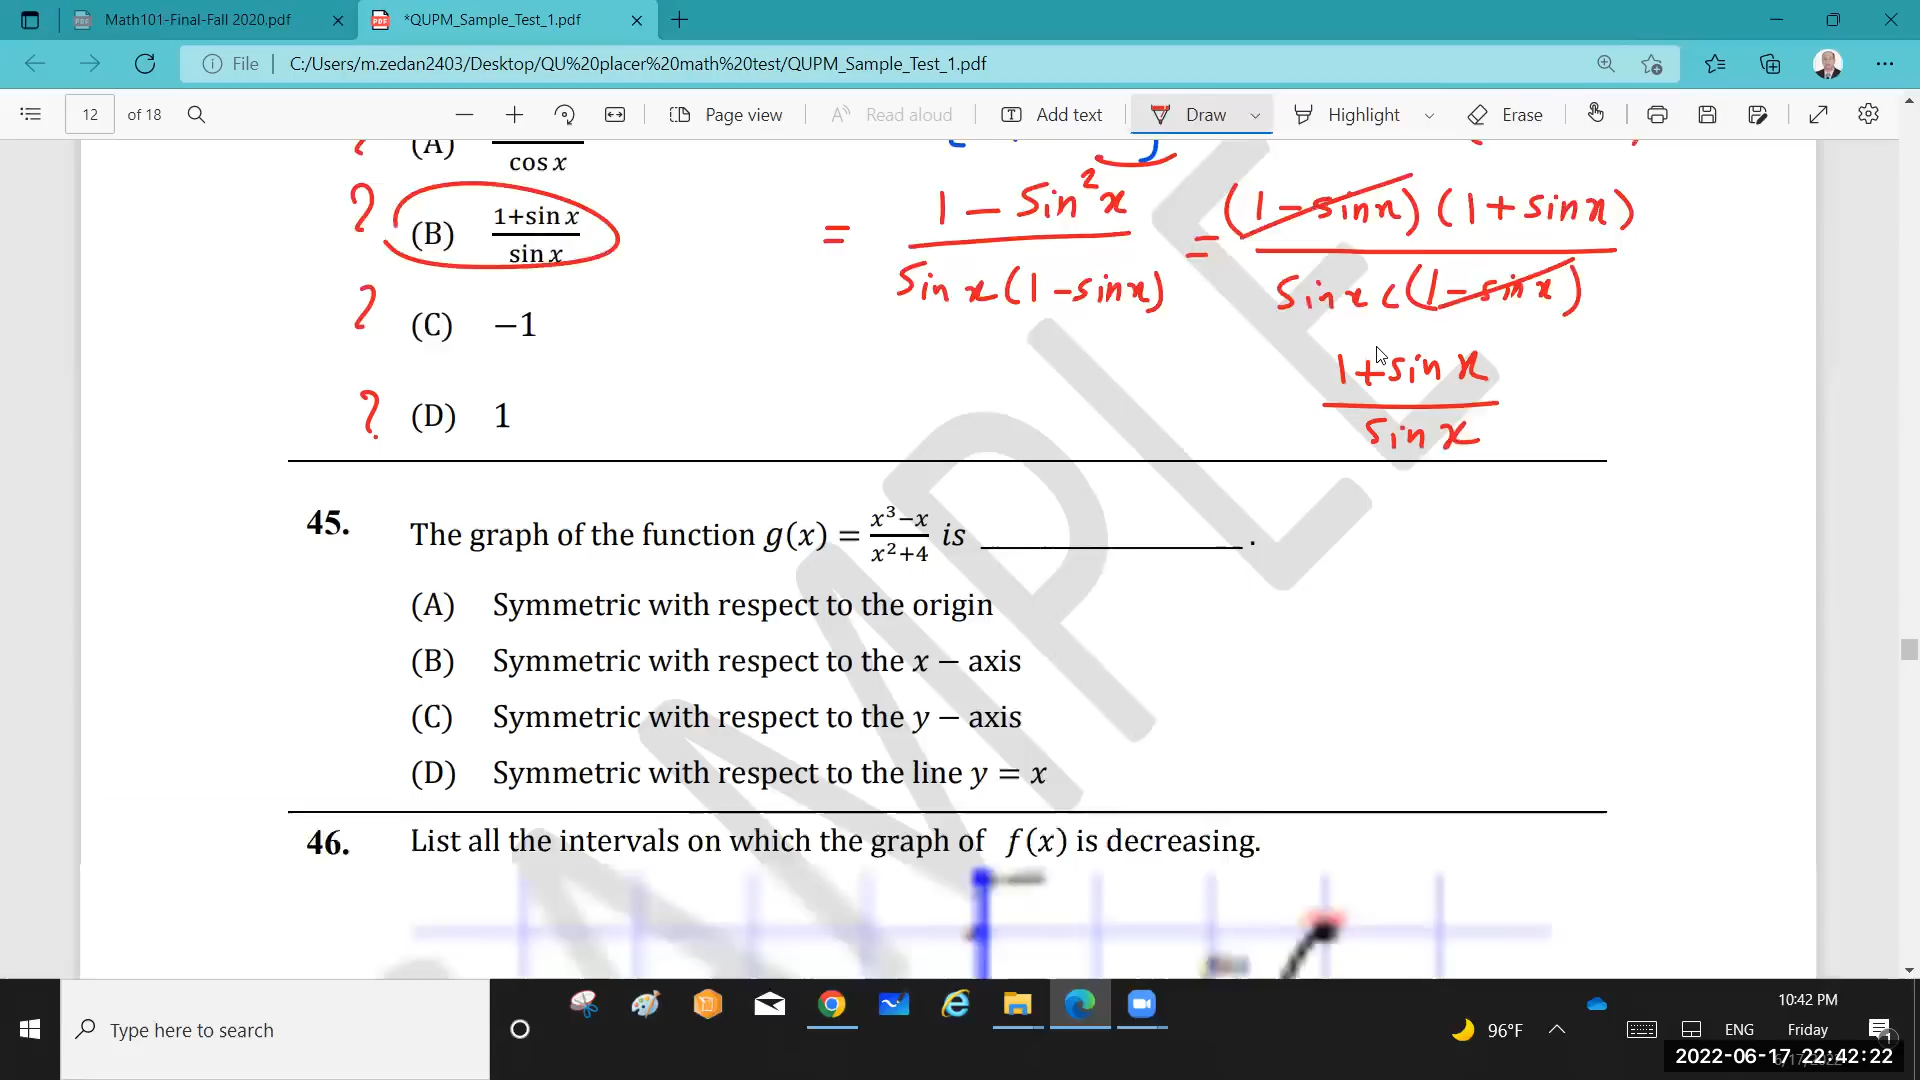 Math101-Final-Fall 2020.pdf
*QUPM_Sample_Test_1.pdf
File
C:/Users/m.zedan2403/Desktop/QU%20placer%20math%20test/QUPM_Sample_Test_1.pdf
12 of 18
Page view
Read aloud
Add text
Draw
Highlight
Erase
? (A) cos x
? (B) 1+sin x / sin x
= 1 - Sin²x / Sin x (1 - sin x) = (1 - sin x) (1 + sin x) / Sin x ( (1 - sin x)
? (C) −1
1 + sin x / Sin x
? (D) 1
45. The graph of the function g(x) = x³−x / x²+4 is ________________ .
(A) Symmetric with respect to the origin
(B) Symmetric with respect to the x − axis
(C) Symmetric with respect to the y − axis
(D) Symmetric with respect to the line y = x
46. List all the intervals on which the graph of f(x) is decreasing.
SAMPLE
Type here to search
96°F
ENG
10:42 PM
Friday
1
2022-06-17 22:42:22